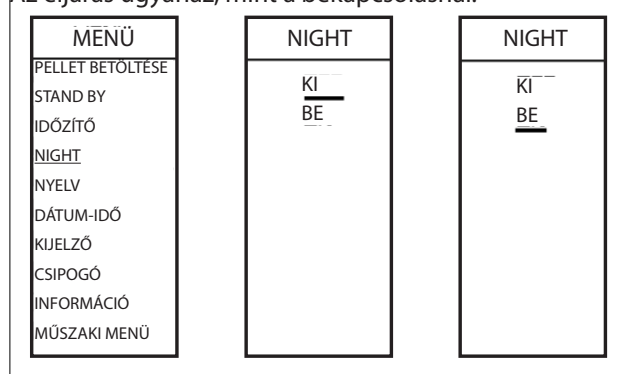 Az eljárás ugyanaz, mint a bekapcsolásnál.
MENÜ
PELLET BETÖLTÉSE
STAND BY
IDŐZÍTŐ
NIGHT
NYELV
DÁTUM-IDŐ
KIJELZŐ
CSIPOGÓ
INFORMÁCIÓ
MŰSZAKI MENÜ
NIGHT
KI
BE
NIGHT
KI
BE